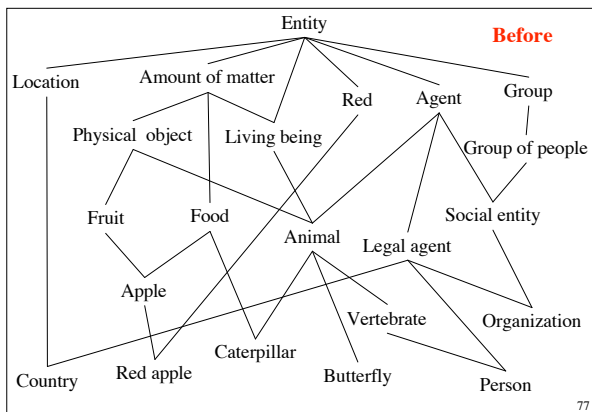 Entity
Before
Location
Amount of matter
Red
Agent
Group
Physical object
Living being
Group of people
Fruit
Food
Animal
Legal agent
Social entity
Apple
Vertebrate
Organization
Country
Red apple
Caterpillar
Butterfly
Person
77